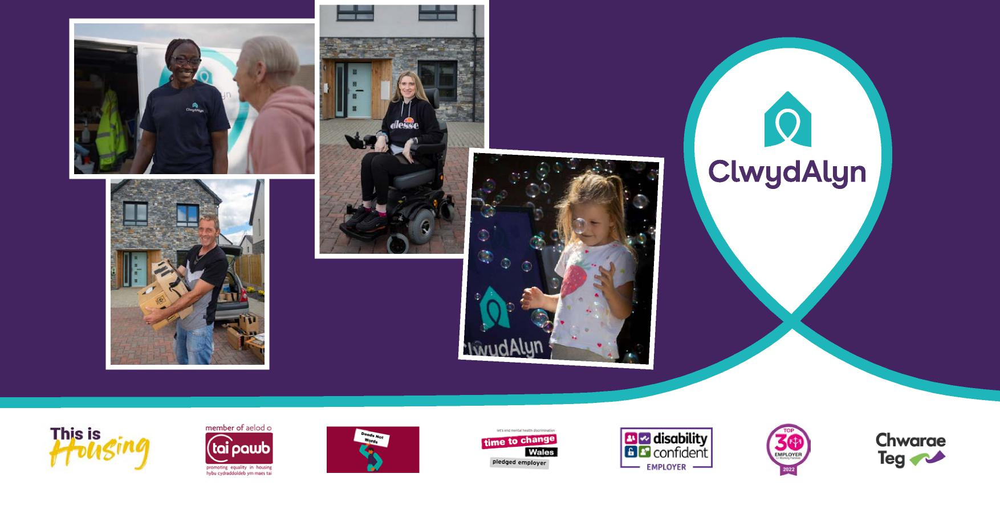 ClwydAlyn
yn
ellesse
ClwydAlyn
ClwydAlyn
This is
Housing
member of aelod o
tai pawb
promoting equality in housing
hybu cydraddoldeb ym maes tai
Deeds Not
Words
let's end mental health discrimination
time to change
Wales
pledged employer
disability
confident
EMPLOYER
TOP
30
EMPLOYER
for Working Families
2022
Chwarae
Teg